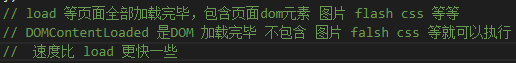 // load 等页面全部加载完毕，包含页面dom元素 图片 flash css 等等
// DOMContentLoaded 是DOM 加载完毕 不包含 图片 falsh css 等就可以执行
//  速度比 load 更快一些